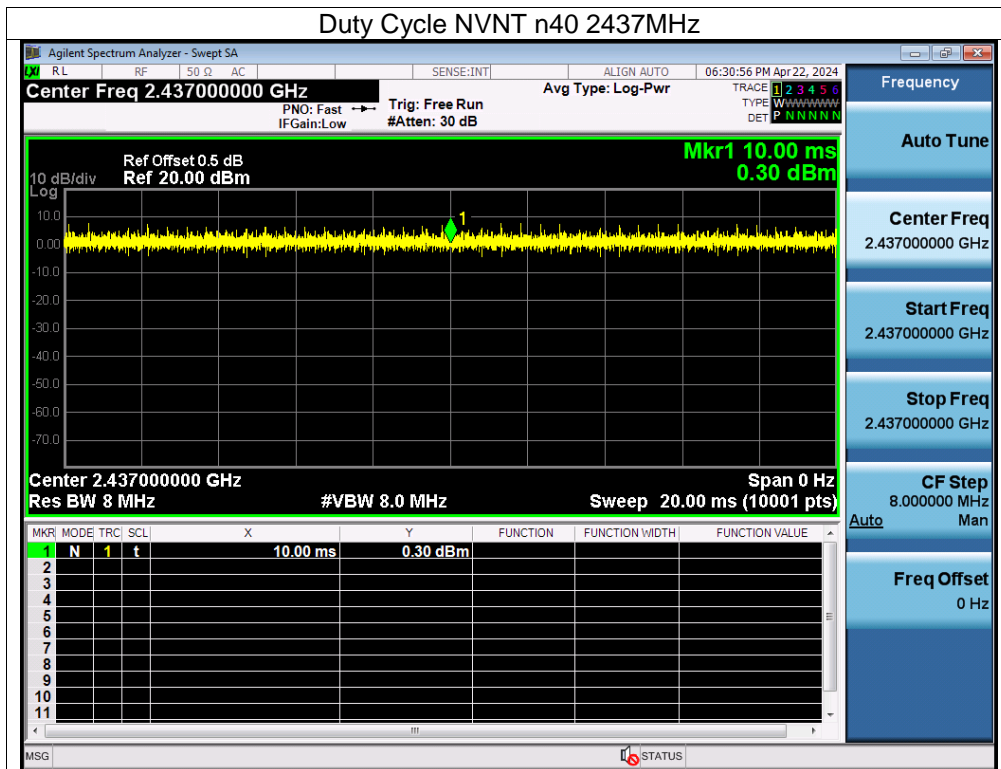 Duty Cycle NVNT n40 2437MHz
Agilent Spectrum Analyzer - Swept SA
LXI RL RF 50 Ω AC SENSE:INT ALIGN AUTO 06:30:56 PM Apr 22, 2024
Center Freq 2.437000000 GHz
PNO: Fast
IFGain:Low
Trig: Free Run
#Atten: 30 dB
Avg Type: Log-Pwr
TRACE 1 2 3 4 5 6
TYPE WWWWWWW
DET P N N N N N
Frequency
Auto Tune
Center Freq
2.437000000 GHz
Start Freq
2.437000000 GHz
Stop Freq
2.437000000 GHz
CF Step
8.000000 MHz
Auto Man
Freq Offset
0 Hz
Mkr1 10.00 ms
0.30 dBm
Ref Offset 0.5 dB
10 dB/div Ref 20.00 dBm
Log
10.0
0.00
-10.0
-20.0
-30.0
-40.0
-50.0
-60.0
-70.0
1
Center 2.437000000 GHz Span 0 Hz
Res BW 8 MHz #VBW 8.0 MHz Sweep 20.00 ms (10001 pts)
MKR MODE TRC SCL X Y FUNCTION FUNCTION WIDTH FUNCTION VALUE
1 N 1 t 10.00 ms 0.30 dBm
2
3
4
5
6
7
8
9
10
11
MSG STATUS